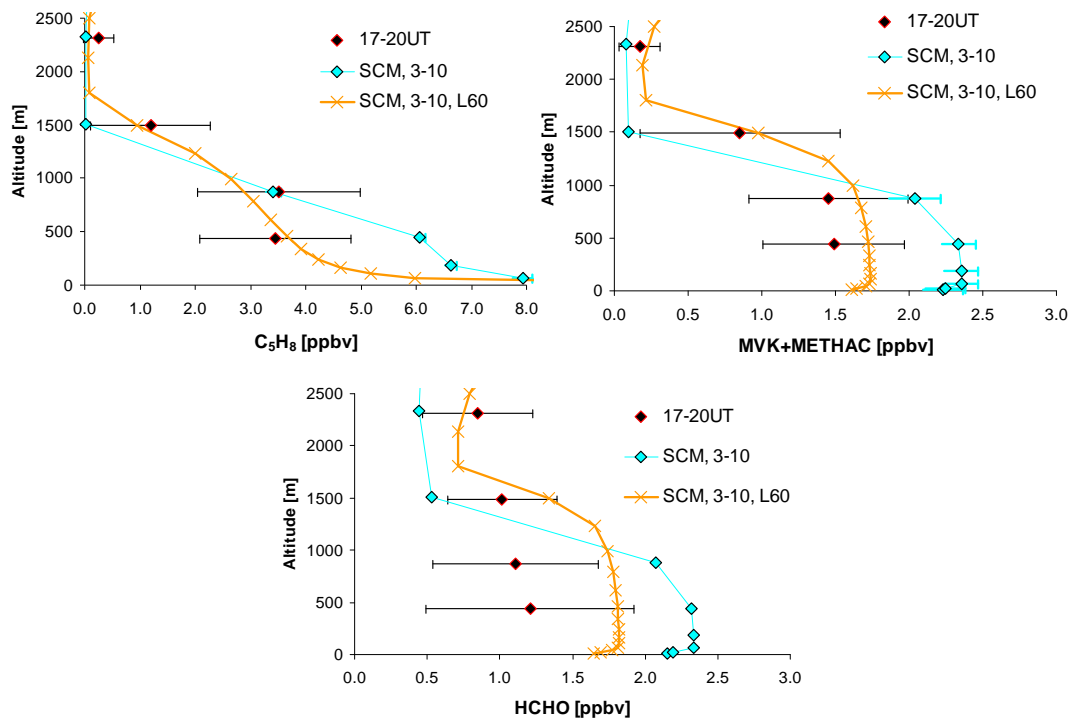 2500
2000
1500
1000
500
0
Altitude [m]
0.0 1.0 2.0 3.0 4.0 5.0 6.0 7.0 8.0
C₅H₈ [ppbv]
17-20UT
SCM, 3-10
SCM, 3-10, L60
2500
2000
1500
1000
500
0
Altitude [m]
0.0 0.5 1.0 1.5 2.0 2.5 3.0
MVK+METHAC [ppbv]
17-20UT
SCM, 3-10
SCM, 3-10, L60
2500
2000
1500
1000
500
0
Altitude [m]
0.0 0.5 1.0 1.5 2.0 2.5 3.0
HCHO [ppbv]
17-20UT
SCM, 3-10
SCM, 3-10, L60